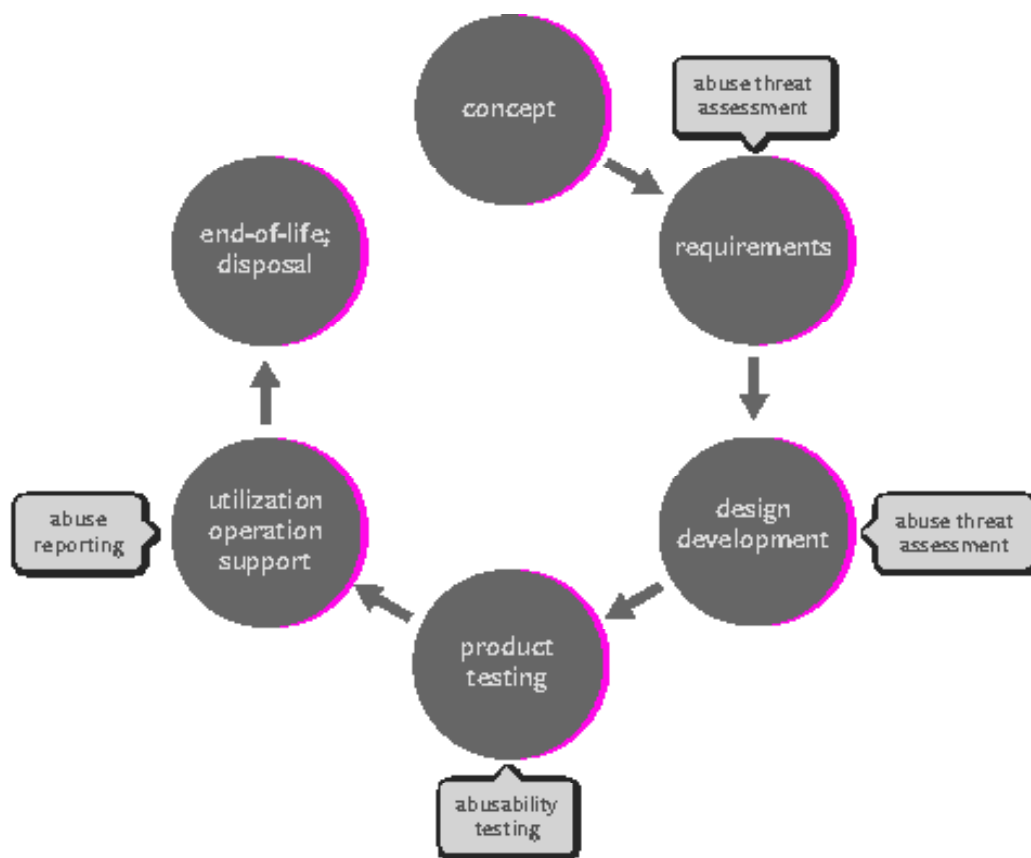 concept
abuse threat
assessment
requirements
design
development
abuse threat
assessment
product
testing
abusability
testing
utilization
operation
support
abuse
reporting
end-of-life;
disposal